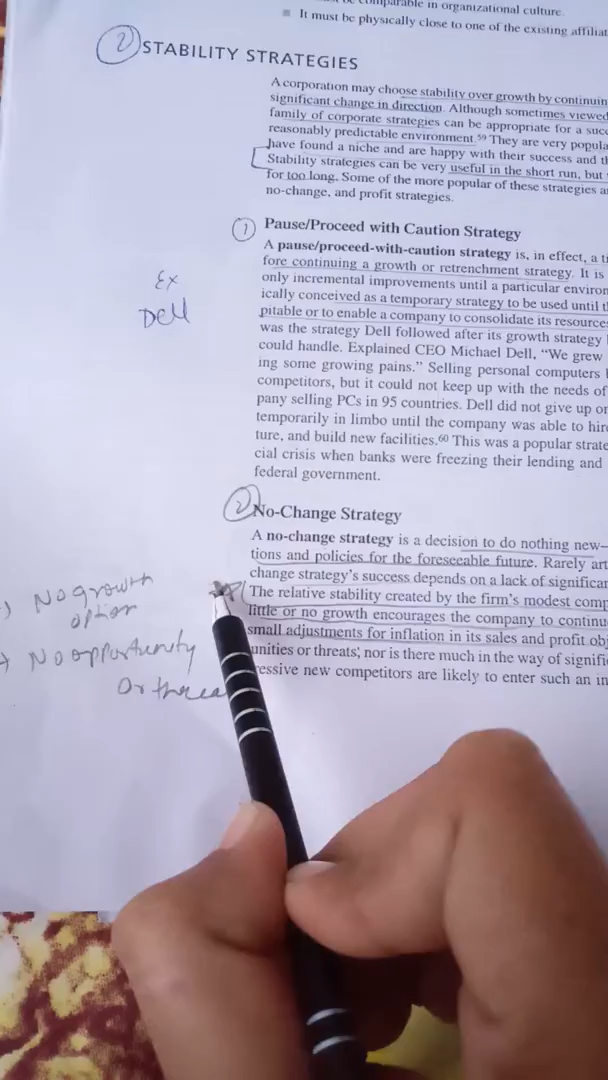 comparable in organizational culture.
■ It must be physically close to one of the existing affiliat
2 STABILITY STRATEGIES
A corporation may choose stability over growth by continuin
significant change in direction. Although sometimes viewed
family of corporate strategies can be appropriate for a succ
reasonably predictable environment.59 They are very popula
have found a niche and are happy with their success and th
Stability strategies can be very useful in the short run, but
for too long. Some of the more popular of these strategies a
no-change, and profit strategies.
1 Pause/Proceed with Caution Strategy
A pause/proceed-with-caution strategy is, in effect, a ti
fore continuing a growth or retrenchment strategy. It is
only incremental improvements until a particular environ
ically conceived as a temporary strategy to be used until t
pitable or to enable a company to consolidate its resource
was the strategy Dell followed after its growth strategy
could handle. Explained CEO Michael Dell, “We grew
ing some growing pains.” Selling personal computers
competitors, but it could not keep up with the needs of
pany selling PCs in 95 countries. Dell did not give up on
temporarily in limbo until the company was able to hire
ture, and build new facilities.60 This was a popular strate
cial crisis when banks were freezing their lending and
federal government.
Ex
Dell
2 No-Change Strategy
A no-change strategy is a decision to do nothing new—
tions and policies for the foreseeable future. Rarely art
change strategy’s success depends on a lack of significan
The relative stability created by the firm’s modest comp
little or no growth encourages the company to continu
small adjustments for inflation in its sales and profit obj
unities or threats; nor is there much in the way of signifi
ressive new competitors are likely to enter such an in
No growth
option
No opportunity
Or threa